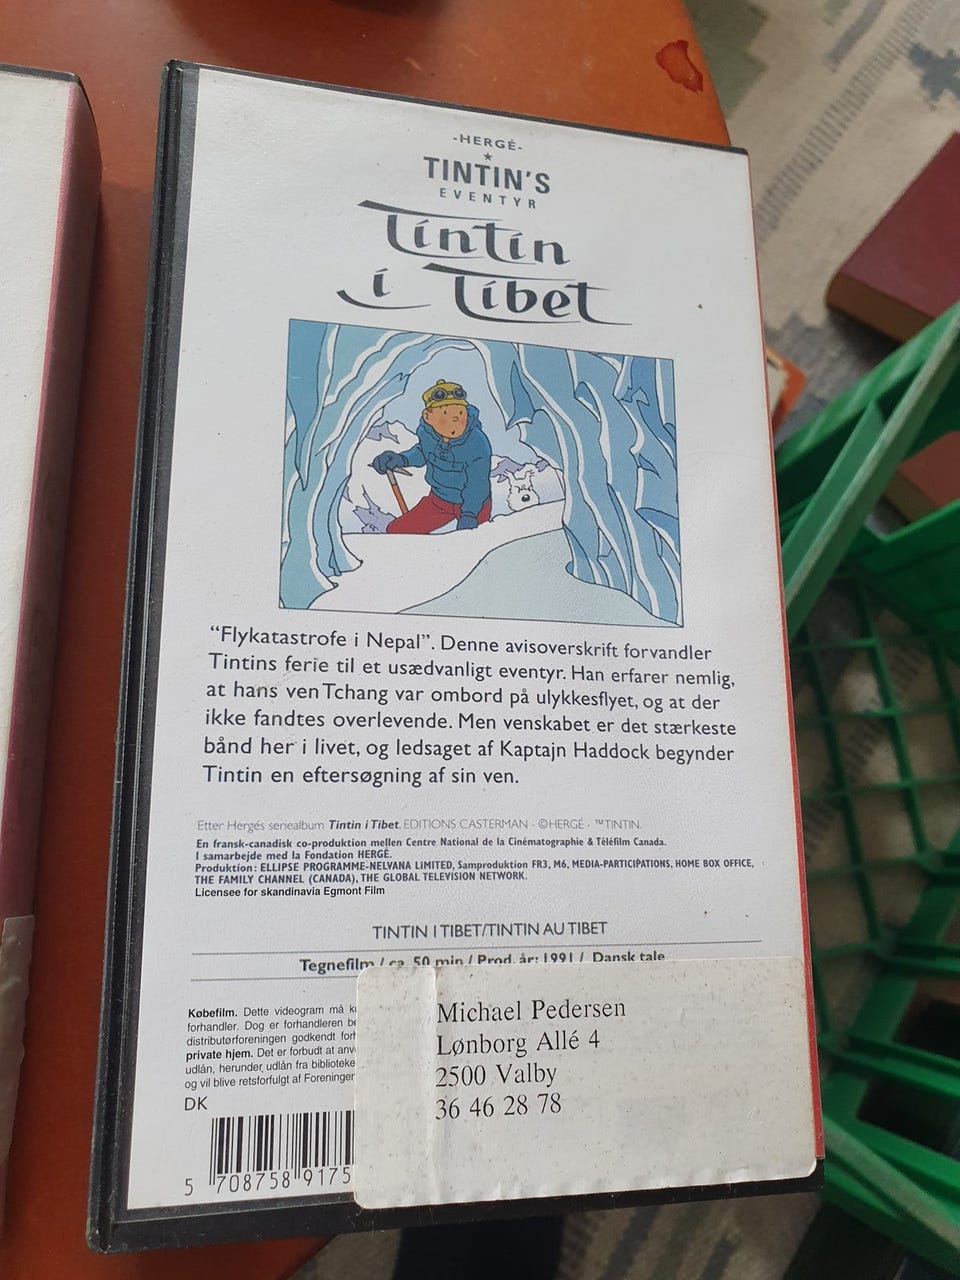 -HERGÉ-
TINTIN'S
EVENTYR
Tintin
i Tibet
"Flykatastrofe i Nepal". Denne avisoverskrift forvandler
Tintins ferie til et usædvanligt eventyr. Han erfarer nemlig,
at hans ven Tchang var ombord på ulykkesflyet, og at der
ikke fandtes overlevende. Men venskabet er det stærkeste
bånd her i livet, og ledsaget af Kaptajn Haddock begynder
Tintin en eftersøgning af sin ven.
Etter Hergés seriealbum Tintin i Tibet. EDITIONS CASTERMAN - ©HERGÉ - ™TINTIN.
En fransk-canadisk co-produktion mellen Centre National de la Cinématographie & Téléfilm Canada.
I samarbejde med la Fondation HERGÉ.
Produktion: ELLIPSE PROGRAMME-NELVANA LIMITED, Samproduktion FR3, M6, MEDIA-PARTICIPATIONS, HOME BOX OFFICE,
THE FAMILY CHANNEL (CANADA), THE GLOBAL TELEVISION NETWORK.
Licensee for skandinavia Egmont Film
TINTIN I TIBET/TINTIN AU TIBET
Tegnefilm / ca. 50 min / Prod. år: 1991 / Dansk tale
Købefilm. Dette videogram må
forhandler. Dog er forhandleren
distributørforeningen godkendt
private hjem. Det er forbudt at
udlån, herunder udlån fra
og vil blive retsforfulgt af
DK
5 708758 9175
Michael Pedersen
Lønborg Allé 4
2500 Valby
36 46 28 78